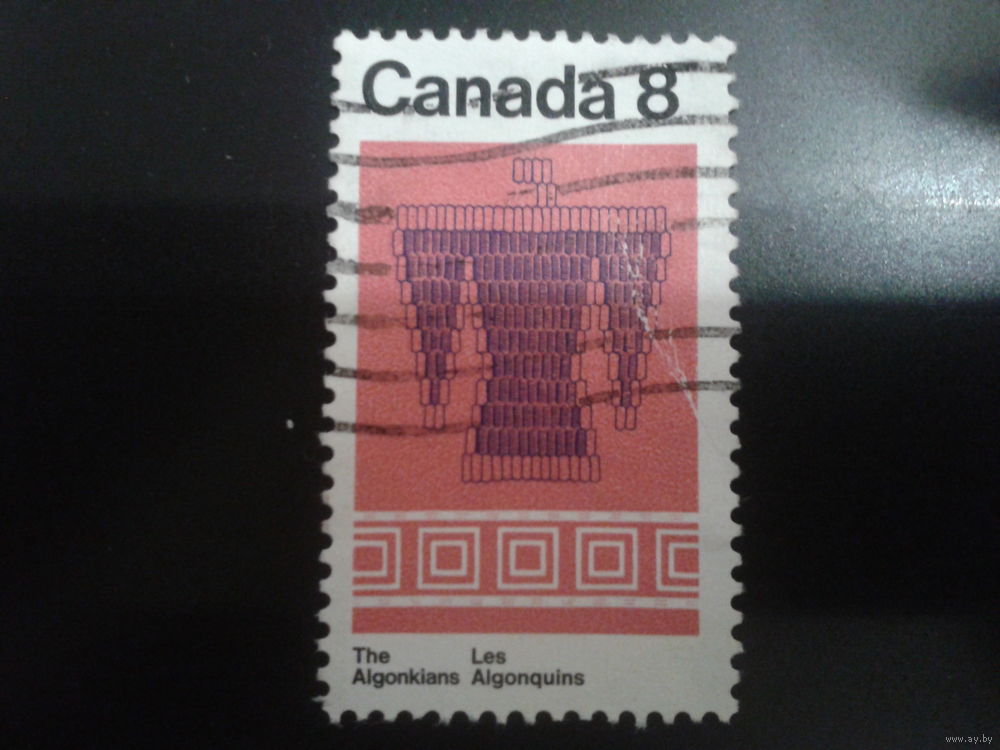 Canada 8
The Les
Algonkians Algonquins
www.ay.by